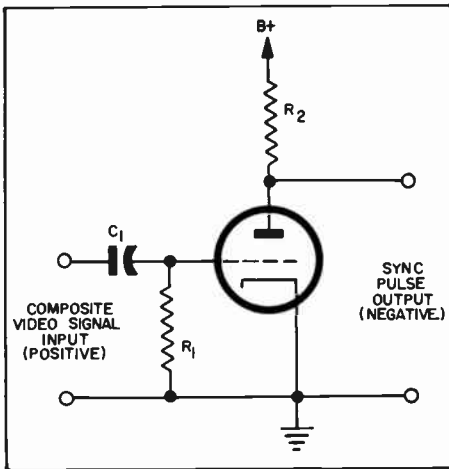 B+
R2
C1
COMPOSITE
VIDEO SIGNAL
INPUT
(POSITIVE)
R1
SYNC
PULSE
OUTPUT
(NEGATIVE)